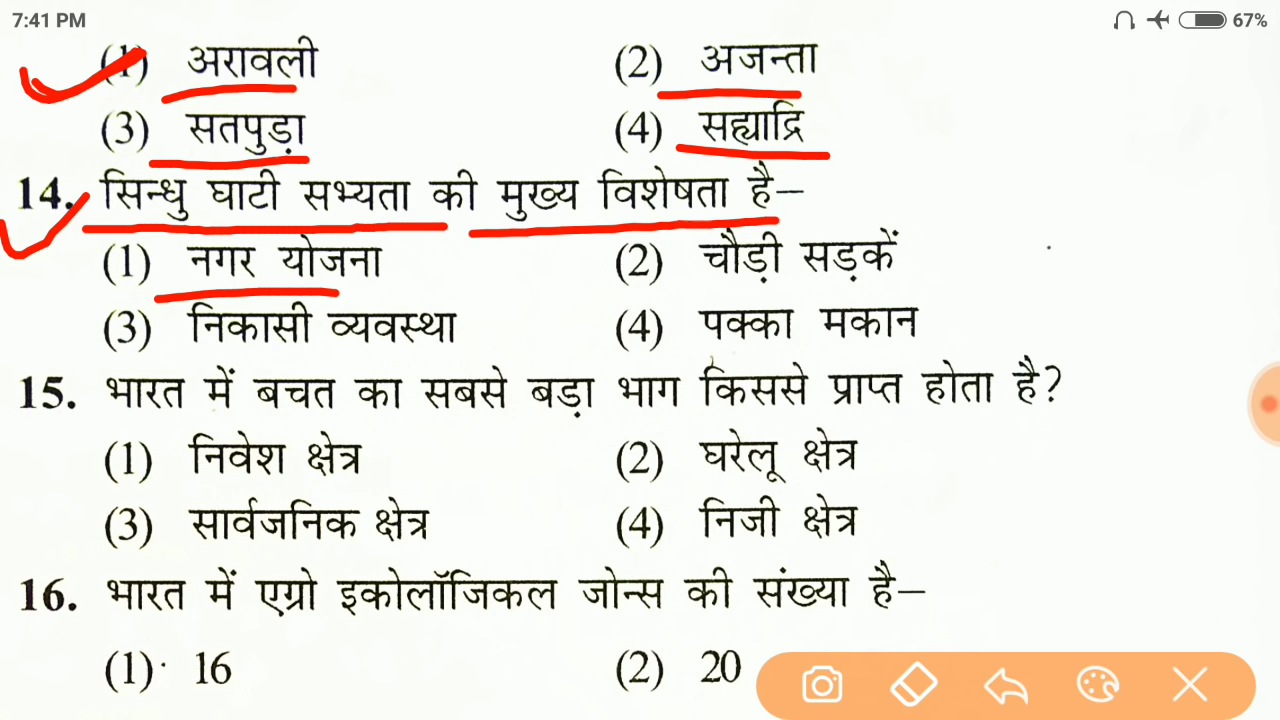 7:41 PM 67%
(1) अरावली (2) अजन्ता
(3) सतपुड़ा (4) सह्याद्रि
14. सिन्धु घाटी सभ्यता की मुख्य विशेषता है–
(1) नगर योजना (2) चौड़ी सड़कें
(3) निकासी व्यवस्था (4) पक्का मकान
15. भारत में बचत का सबसे बड़ा भाग किससे प्राप्त होता है?
(1) निवेश क्षेत्र (2) घरेलू क्षेत्र
(3) सार्वजनिक क्षेत्र (4) निजी क्षेत्र
16. भारत में एग्रो इकोलॉजिकल जोन्स की संख्या है–
(1) 16 (2) 20